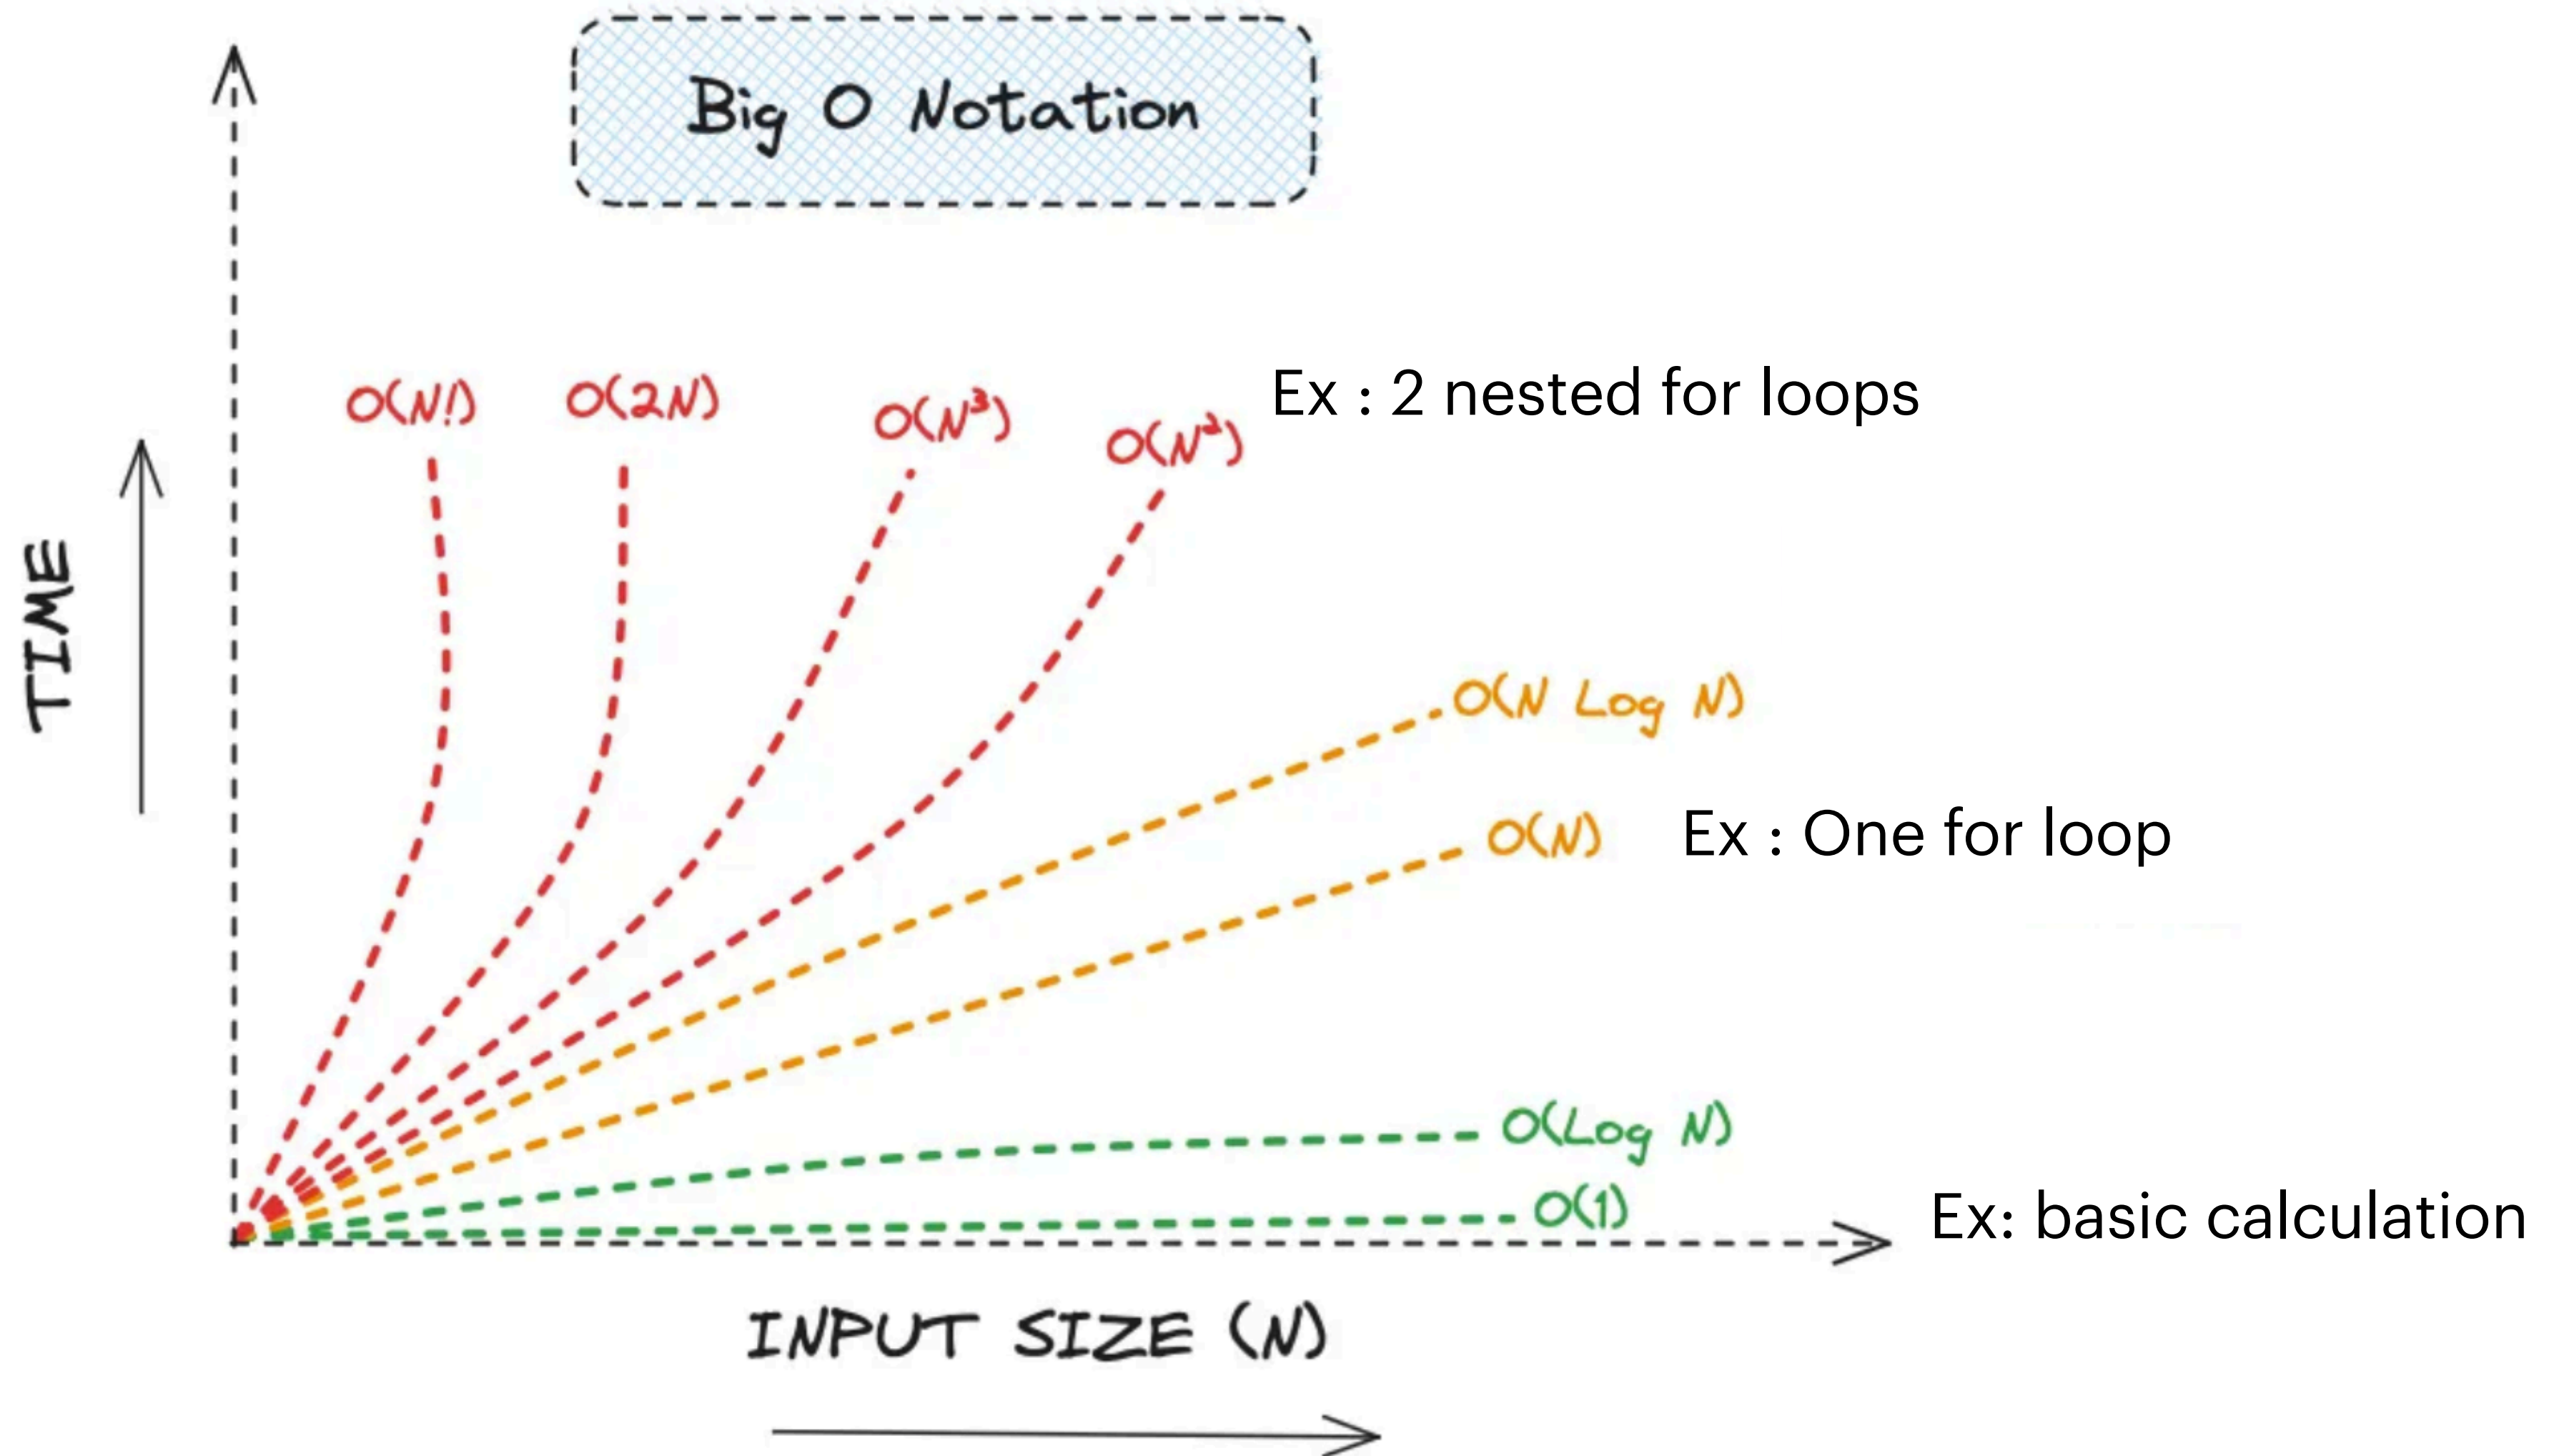 Big O Notation
O(N!)
O(2N)
O(N³)
O(N²)
Ex : 2 nested for loops
TIME
O(N Log N)
O(N)
Ex : One for loop
O(Log N)
O(1)
Ex: basic calculation
INPUT SIZE (N)